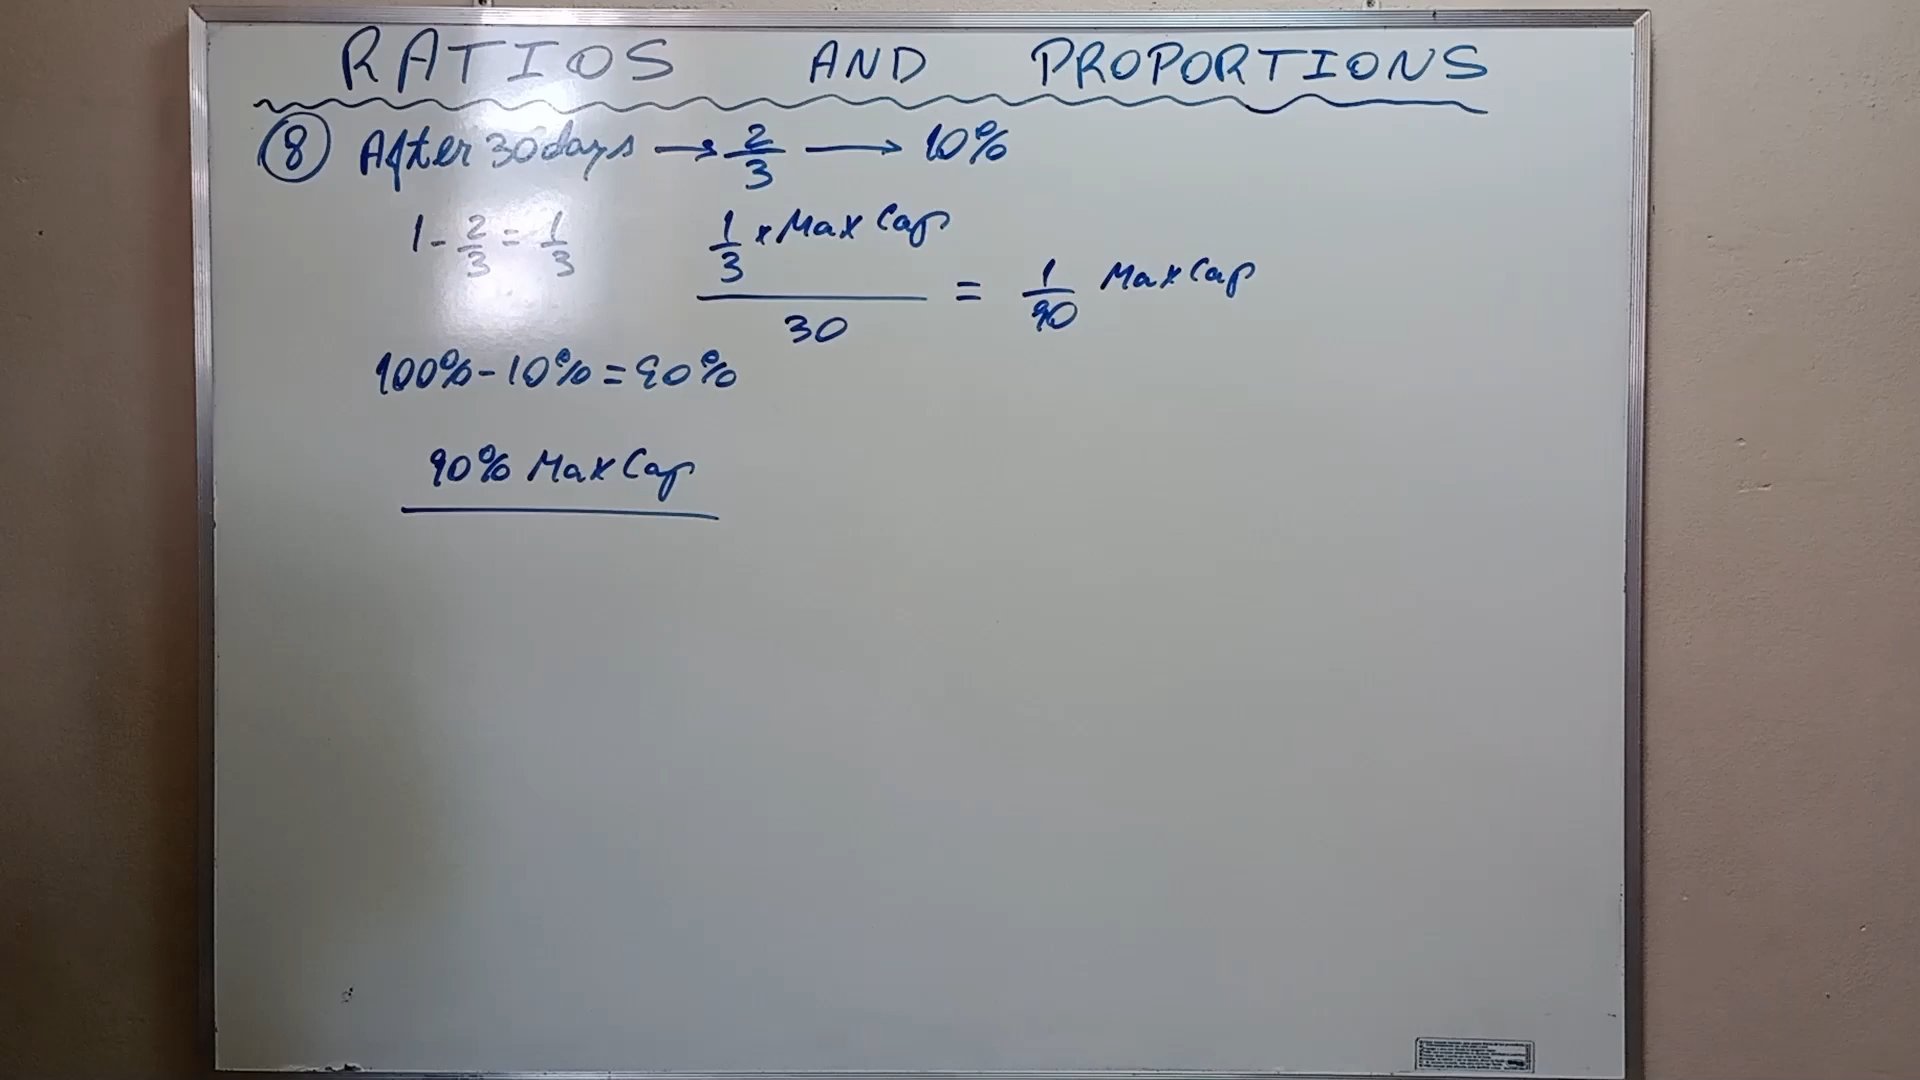 RATIOS AND PROPORTIONS
8 After 30 days → 2/3 → 10%
1 - 2/3 = 1/3
1/3 x Max Cap / 30 = 1/90 Max Cap
100% - 10% = 90%
90% Max Cap